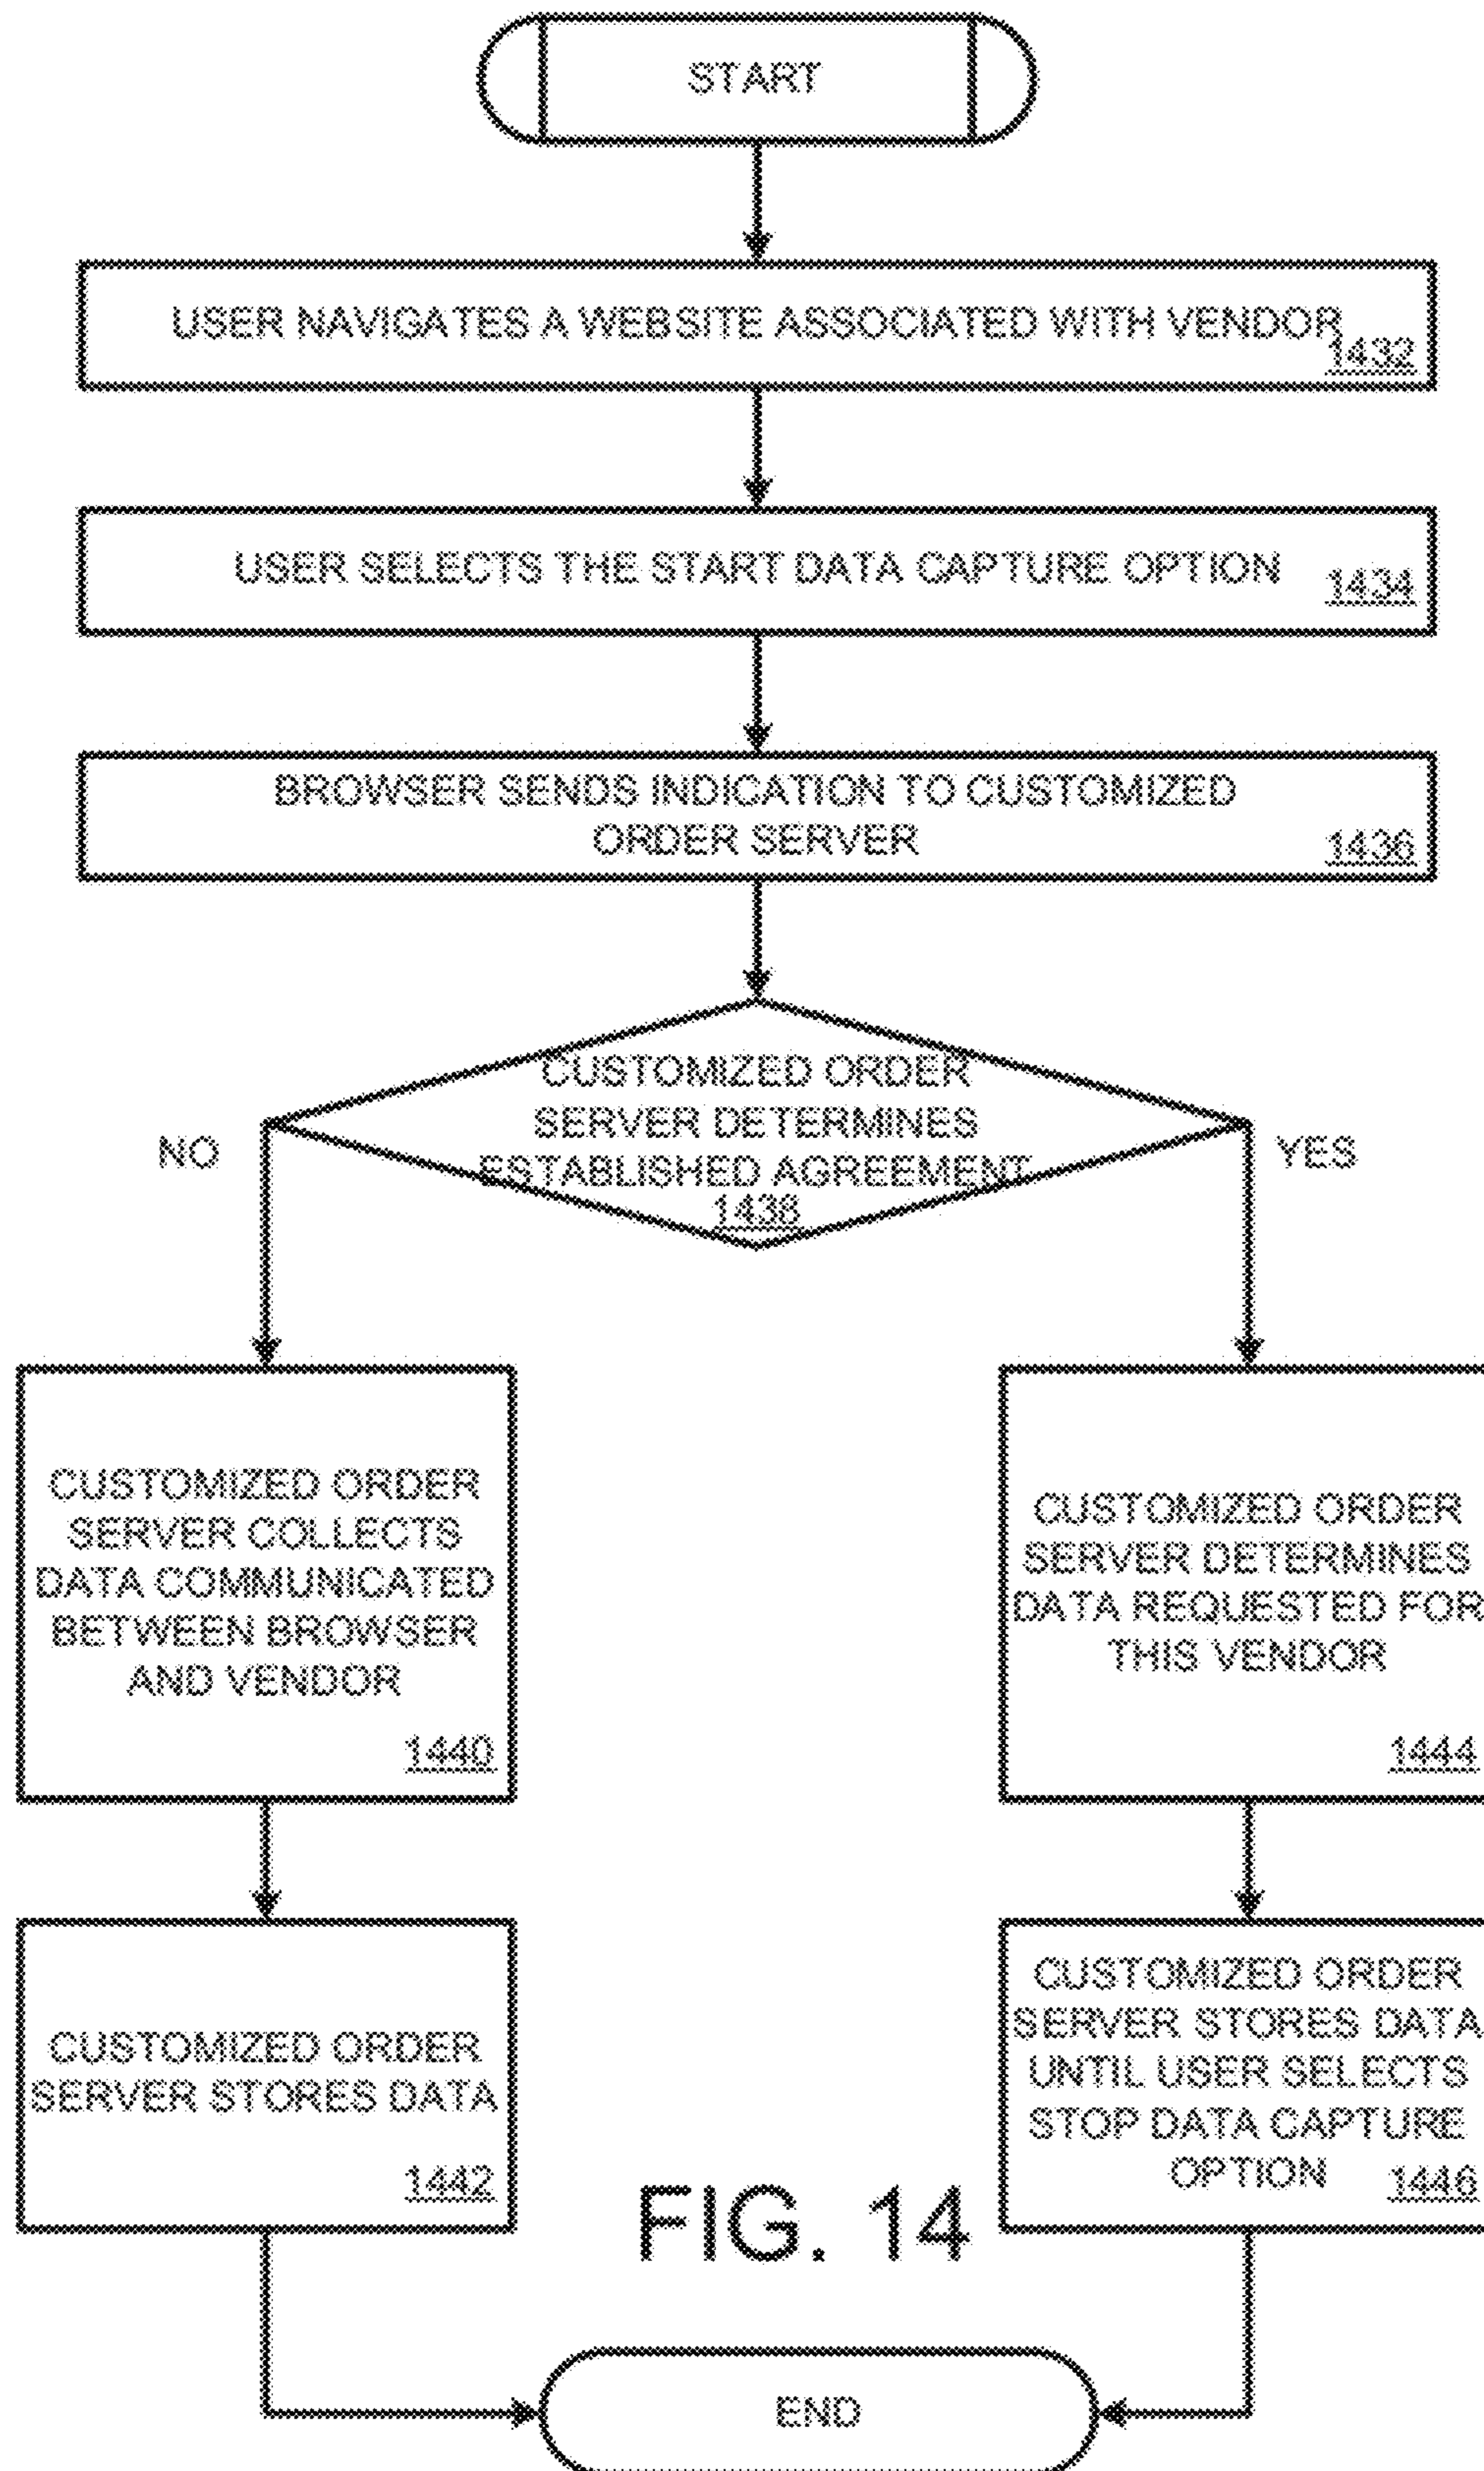 START
USER NAVIGATES A WEBSITE ASSOCIATED WITH VENDOR
1432
USER SELECTS THE START DATA CAPTURE OPTION
1434
BROWSER SENDS INDICATION TO CUSTOMIZED
ORDER SERVER
1436
CUSTOMIZED ORDER
SERVER DETERMINES
ESTABLISHED AGREEMENT
1438
NO
YES
CUSTOMIZED ORDER
SERVER COLLECTS
DATA COMMUNICATED
BETWEEN BROWSER
AND VENDOR
1440
CUSTOMIZED ORDER
SERVER DETERMINES
DATA REQUESTED FOR
THIS VENDOR
1444
CUSTOMIZED ORDER
SERVER STORES DATA
1442
CUSTOMIZED ORDER
SERVER STORES DATA
UNTIL USER SELECTS
STOP DATA CAPTURE
OPTION
1446
FIG. 14
END